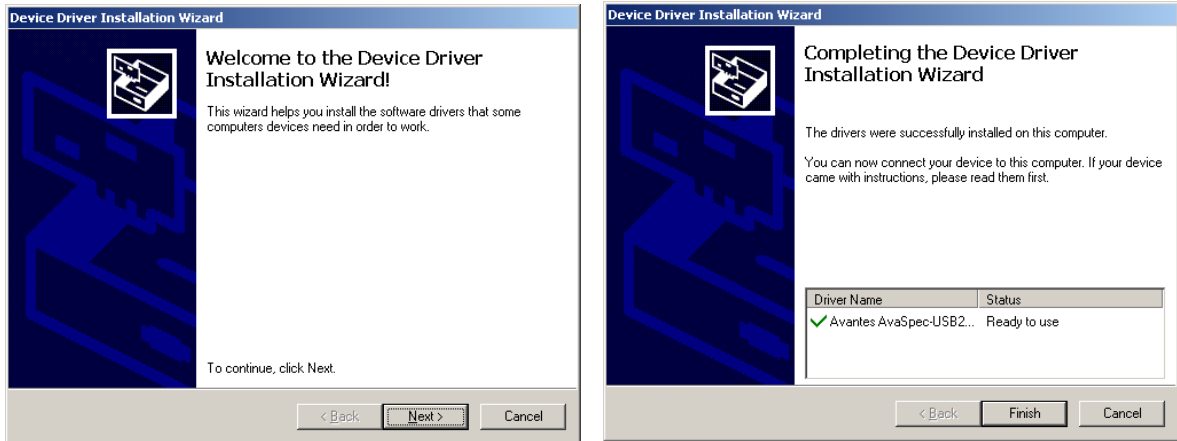 Device Driver Installation Wizard
Welcome to the Device Driver
Installation Wizard!
This wizard helps you install the software drivers that some
computers devices need in order to work.
To continue, click Next.
< Back
Next >
Cancel
Device Driver Installation Wizard
Completing the Device Driver
Installation Wizard
The drivers were successfully installed on this computer.
You can now connect your device to this computer. If your device
came with instructions, please read them first.
Driver Name Status
Avantes AvaSpec-USB2... Ready to use
< Back
Finish
Cancel